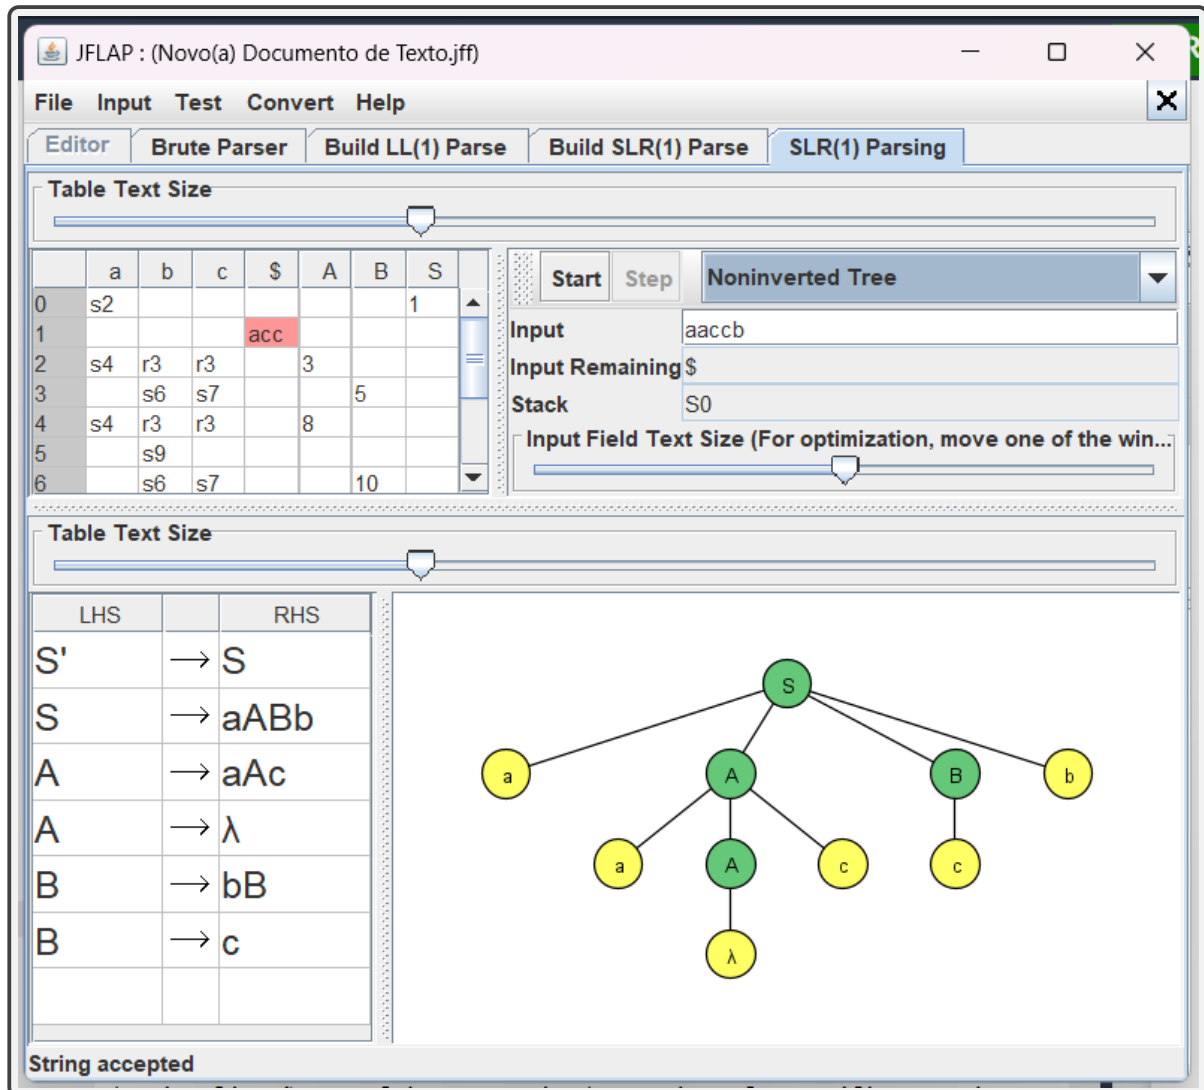 JFLAP : (Novo(a) Documento de Texto.jff)
File Input Test Convert Help
Editor Brute Parser Build LL(1) Parse Build SLR(1) Parse SLR(1) Parsing
Table Text Size
a b c $ A B S
0 s2 1
1 acc
2 s4 r3 r3 3
3 s6 s7 5
4 s4 r3 r3 8
5 s9
6 s6 s7 10
Start Step Noninverted Tree
Input aaccb
Input Remaining $
Stack S0
Input Field Text Size (For optimization, move one of the win...
Table Text Size
LHS RHS
S' → S
S → aABb
A → aAc
A → λ
B → bB
B → c
S
a A B b
a A c c
λ
String accepted